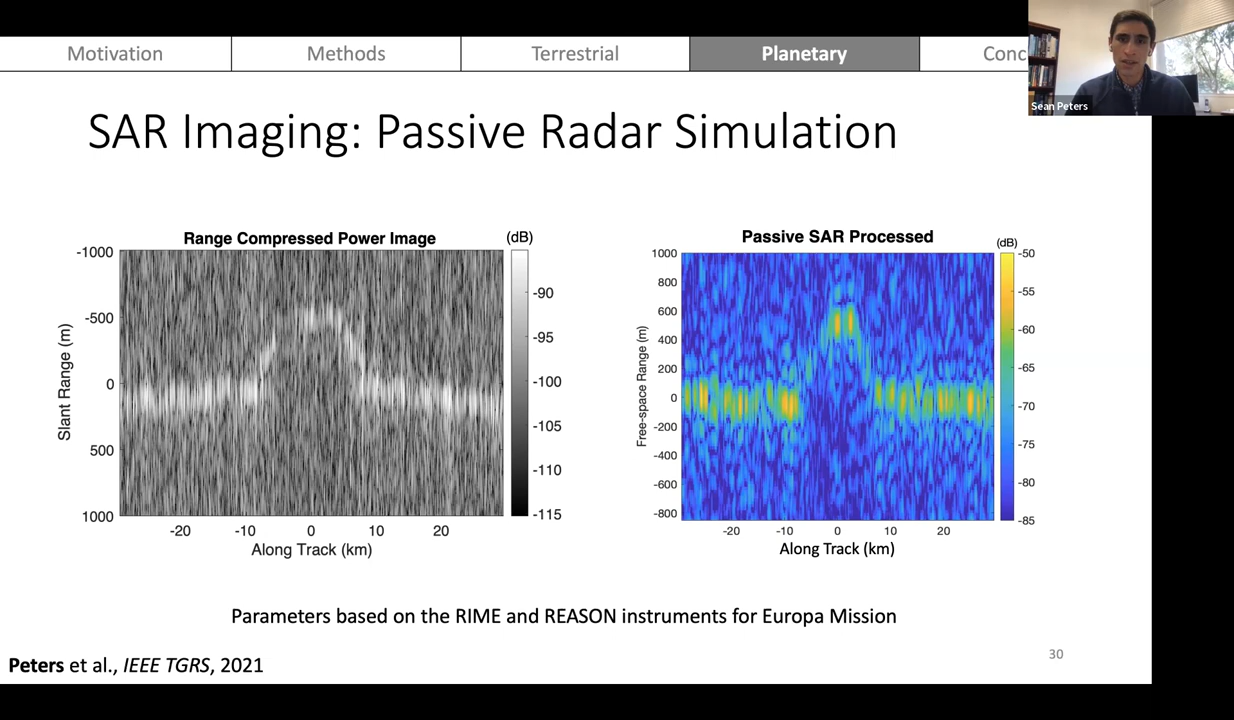 Motivation
Methods
Terrestrial
Planetary
Conc
Sean Peters
SAR Imaging: Passive Radar Simulation
Range Compressed Power Image
(dB)
Slant Range (m)
-1000
-500
0
500
1000
-20
-10
0
10
20
Along Track (km)
-90
-95
-100
-105
-110
-115
Passive SAR Processed
(dB)
Free-space Range (m)
1000
800
600
400
200
0
-200
-400
-600
-800
-20
-10
0
10
20
Along Track (km)
-50
-55
-60
-65
-70
-75
-80
-85
Parameters based on the RIME and REASON instruments for Europa Mission
30
Peters et al., IEEE TGRS, 2021